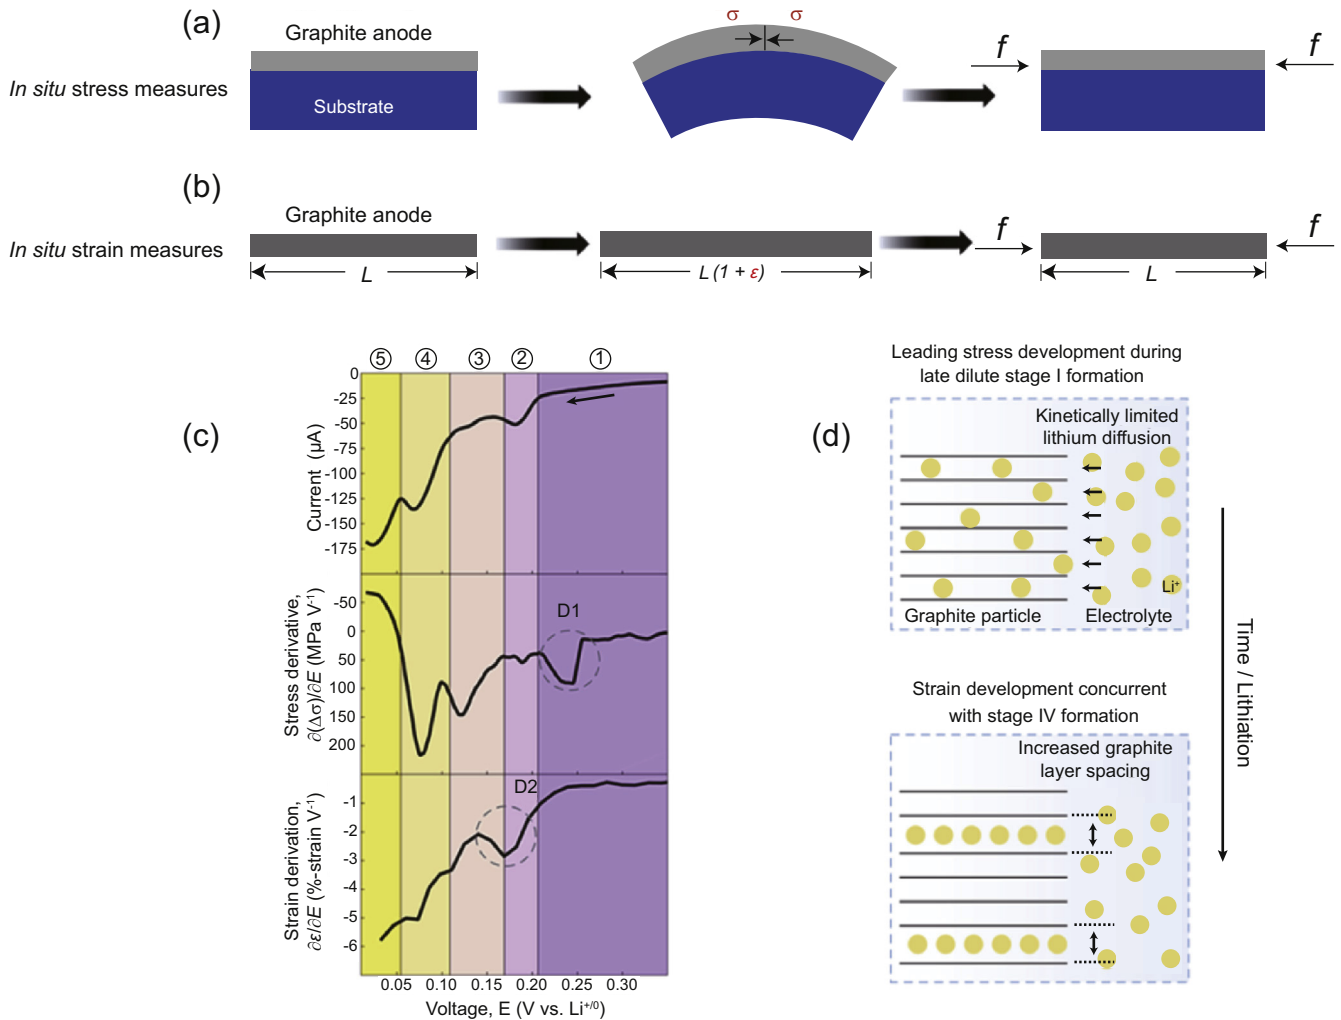 (a)
Graphite anode
σ σ
f
f
In situ stress measures
Substrate
(b)
Graphite anode
f
f
In situ strain measures
L
L (1 + ε)
L
(c)
⑤ ④ ③ ② ①
Current (μA)
0
-25
-50
-75
-100
-125
-150
-175
Stress derivative,
∂(Δσ)/∂E (MPa V⁻¹)
-50
0
50
100
150
200
D1
Strain derivation,
∂ε/∂E (%-strain V⁻¹)
-1
-2
-3
-4
-5
-6
D2
0.05 0.10 0.15 0.20 0.25 0.30
Voltage, E (V vs. Li⁺/⁰)
(d)
Leading stress development during
late dilute stage I formation
Kinetically limited
lithium diffusion
Li⁺
Graphite particle
Electrolyte
Time / Lithiation
Strain development concurrent
with stage IV formation
Increased graphite
layer spacing